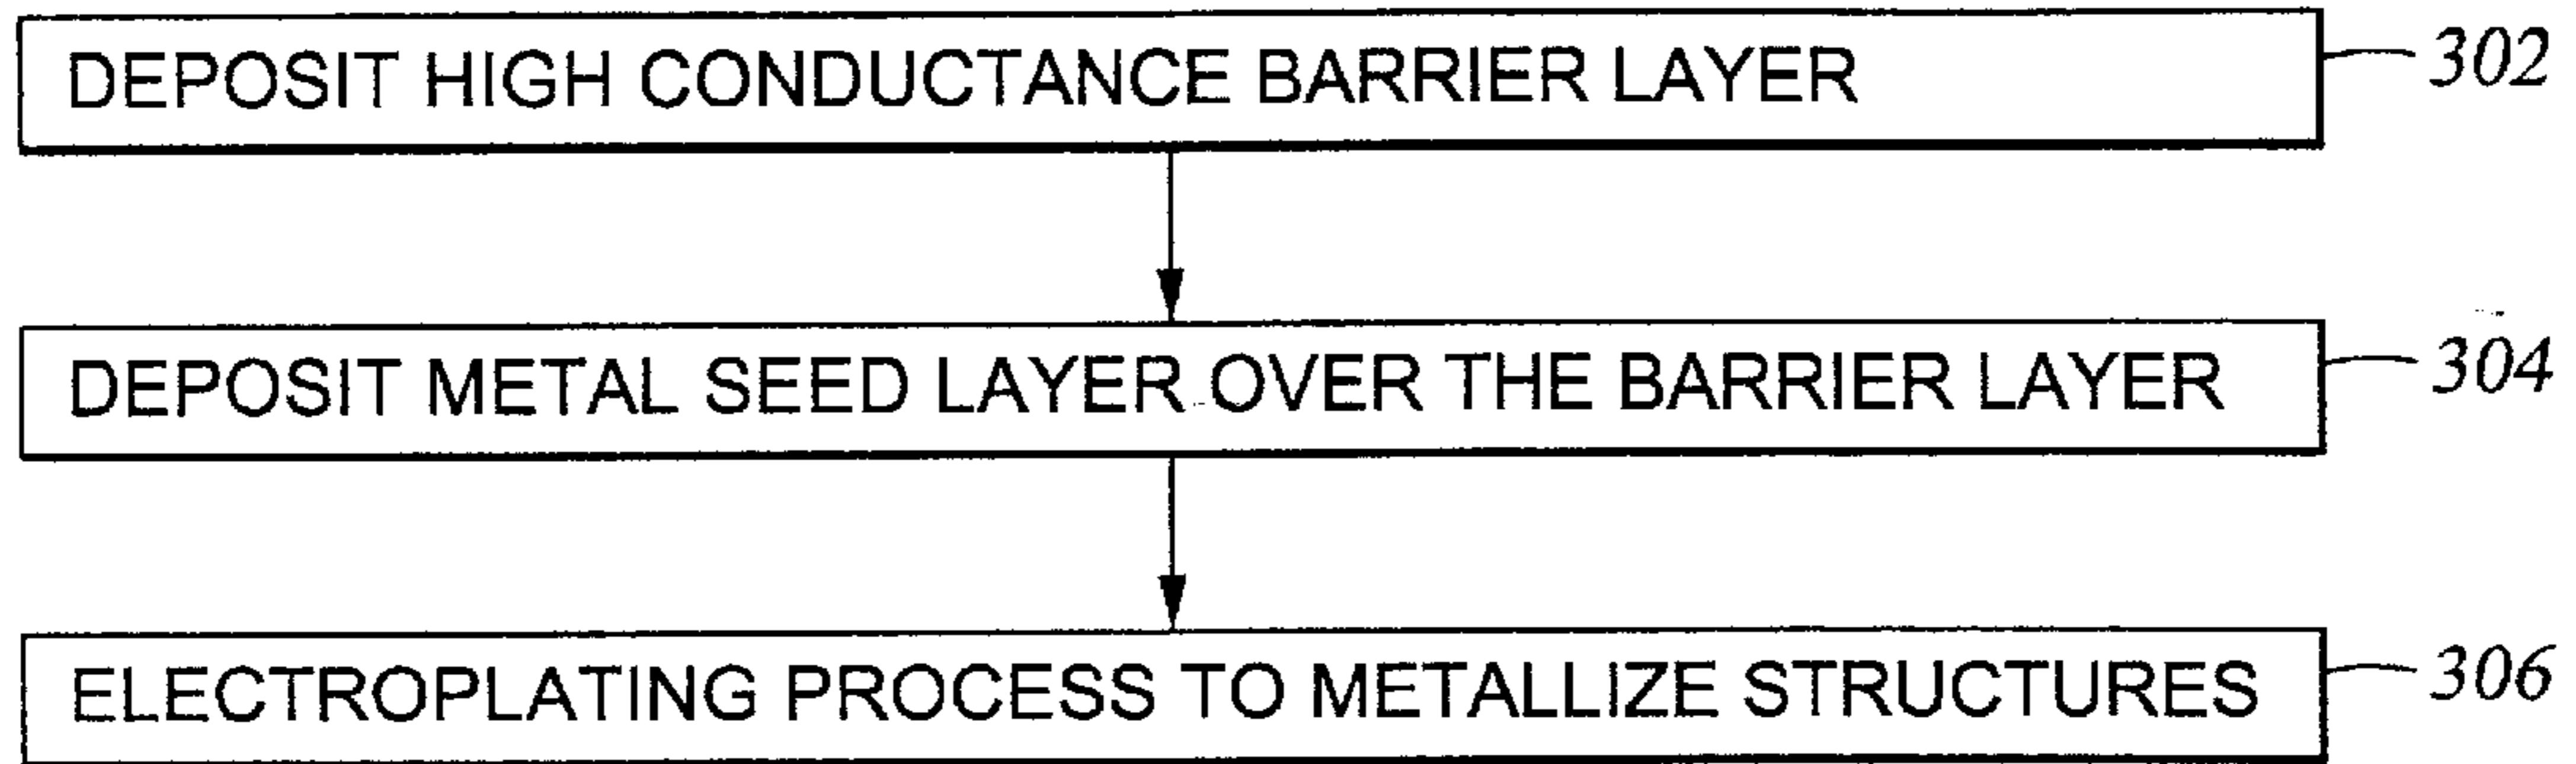 DEPOSIT HIGH CONDUCTANCE BARRIER LAYER 302
DEPOSIT METAL SEED LAYER OVER THE BARRIER LAYER 304
ELECTROPLATING PROCESS TO METALLIZE STRUCTURES 306